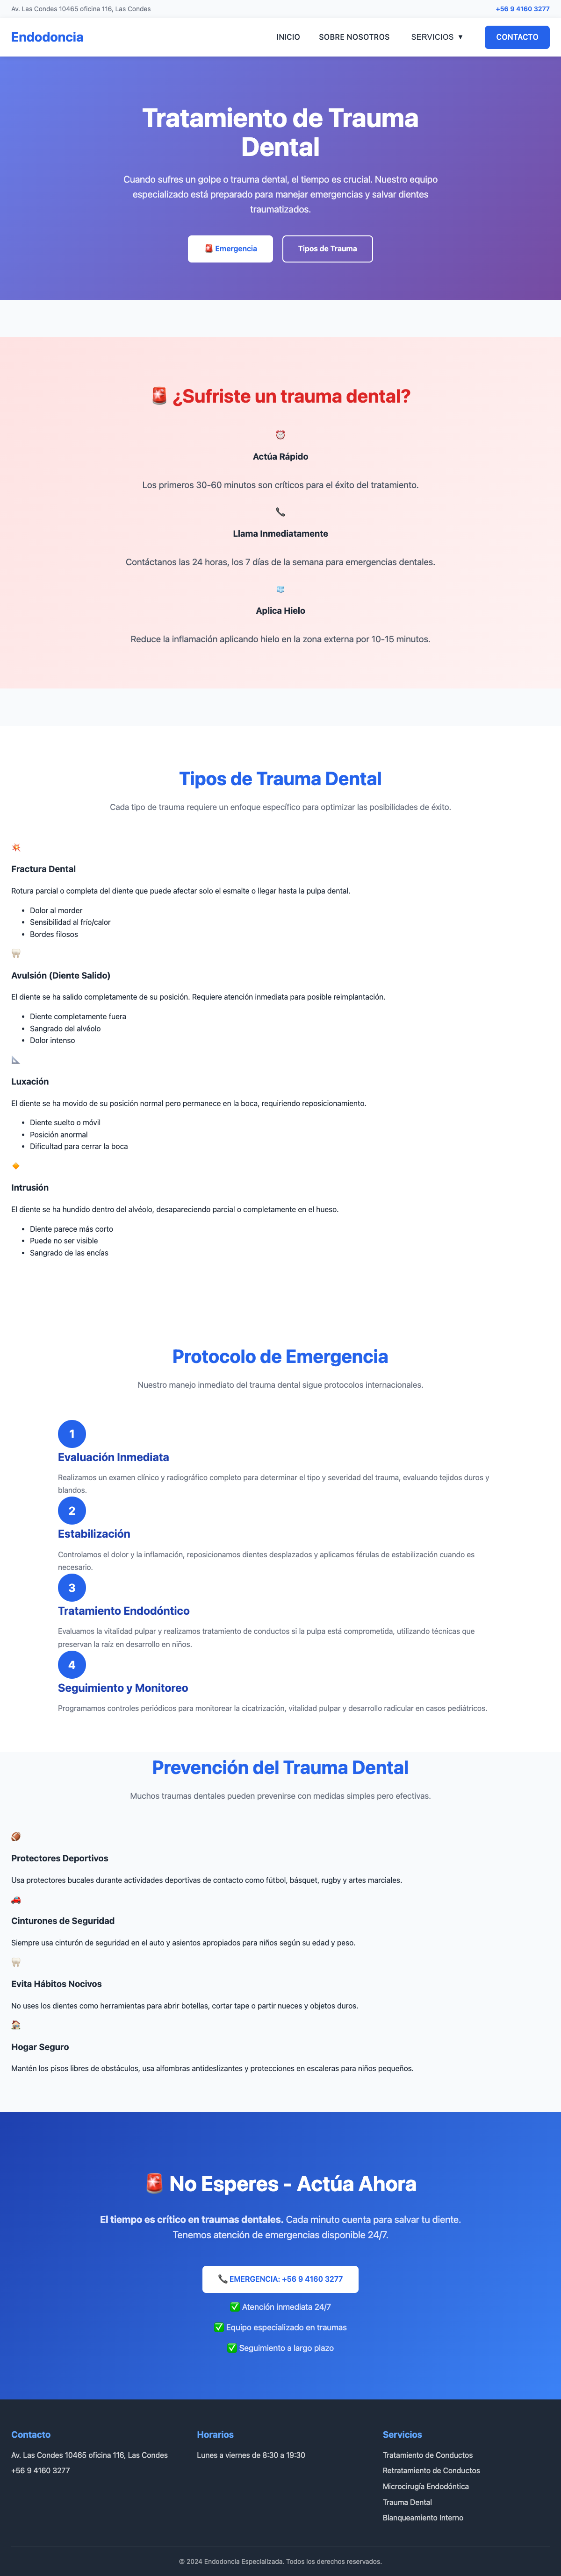 Av. Las Condes 10465 oficina 116, Las Condes
+56 9 4160 3277
Endodoncia
INICIO
SOBRE NOSOTROS
SERVICIOS ▼
CONTACTO
Tratamiento de Trauma
Dental
Cuando sufres un golpe o trauma dental, el tiempo es crucial. Nuestro equipo
especializado está preparado para manejar emergencias y salvar dientes
traumatizados.
🚨 Emergencia
Tipos de Trauma
🚨 ¿Sufriste un trauma dental?
⏰
Actúa Rápido
Los primeros 30-60 minutos son críticos para el éxito del tratamiento.
📞
Llama Inmediatamente
Contáctanos las 24 horas, los 7 días de la semana para emergencias dentales.
🧊
Aplica Hielo
Reduce la inflamación aplicando hielo en la zona externa por 10-15 minutos.
Tipos de Trauma Dental
Cada tipo de trauma requiere un enfoque específico para optimizar las posibilidades de éxito.
💥
Fractura Dental
Rotura parcial o completa del diente que puede afectar solo el esmalte o llegar hasta la pulpa dental.
• Dolor al morder
• Sensibilidad al frío/calor
• Bordes filosos
🦷
Avulsión (Diente Salido)
El diente se ha salido completamente de su posición. Requiere atención inmediata para posible reimplantación.
• Diente completamente fuera
• Sangrado del alvéolo
• Dolor intenso
📐
Luxación
El diente se ha movido de su posición normal pero permanece en la boca, requiriendo reposicionamiento.
• Diente suelto o móvil
• Posición anormal
• Dificultad para cerrar la boca
🔸
Intrusión
El diente se ha hundido dentro del alvéolo, desapareciendo parcial o completamente en el hueso.
• Diente parece más corto
• Puede no ser visible
• Sangrado de las encías
Protocolo de Emergencia
Nuestro manejo inmediato del trauma dental sigue protocolos internacionales.
1
Evaluación Inmediata
Realizamos un examen clínico y radiográfico completo para determinar el tipo y severidad del trauma, evaluando tejidos duros y
blandos.
2
Estabilización
Controlamos el dolor y la inflamación, reposicionamos dientes desplazados y aplicamos férulas de estabilización cuando es
necesario.
3
Tratamiento Endodóntico
Evaluamos la vitalidad pulpar y realizamos tratamiento de conductos si la pulpa está comprometida, utilizando técnicas que
preservan la raíz en desarrollo en niños.
4
Seguimiento y Monitoreo
Programamos controles periódicos para monitorear la cicatrización, vitalidad pulpar y desarrollo radicular en casos pediátricos.
Prevención del Trauma Dental
Muchos traumas dentales pueden prevenirse con medidas simples pero efectivas.
🏈
Protectores Deportivos
Usa protectores bucales durante actividades deportivas de contacto como fútbol, básquet, rugby y artes marciales.
🚗
Cinturones de Seguridad
Siempre usa cinturón de seguridad en el auto y asientos apropiados para niños según su edad y peso.
🦷
Evita Hábitos Nocivos
No uses los dientes como herramientas para abrir botellas, cortar tape o partir nueces y objetos duros.
🏠
Hogar Seguro
Mantén los pisos libres de obstáculos, usa alfombras antideslizantes y protecciones en escaleras para niños pequeños.
🚨 No Esperes - Actúa Ahora
El tiempo es crítico en traumas dentales. Cada minuto cuenta para salvar tu diente.
Tenemos atención de emergencias disponible 24/7.
📞 EMERGENCIA: +56 9 4160 3277
✅ Atención inmediata 24/7
✅ Equipo especializado en traumas
✅ Seguimiento a largo plazo
Contacto
Av. Las Condes 10465 oficina 116, Las Condes
+56 9 4160 3277
Horarios
Lunes a viernes de 8:30 a 19:30
Servicios
Tratamiento de Conductos
Retratamiento de Conductos
Microcirugía Endodóntica
Trauma Dental
Blanqueamiento Interno
© 2024 Endodoncia Especializada. Todos los derechos reservados.